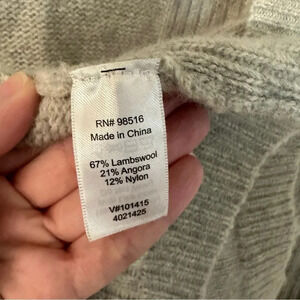 RN# 98516
Made in China
67% Lambswool
21% Angora
12% Nylon
V#101415
4021425